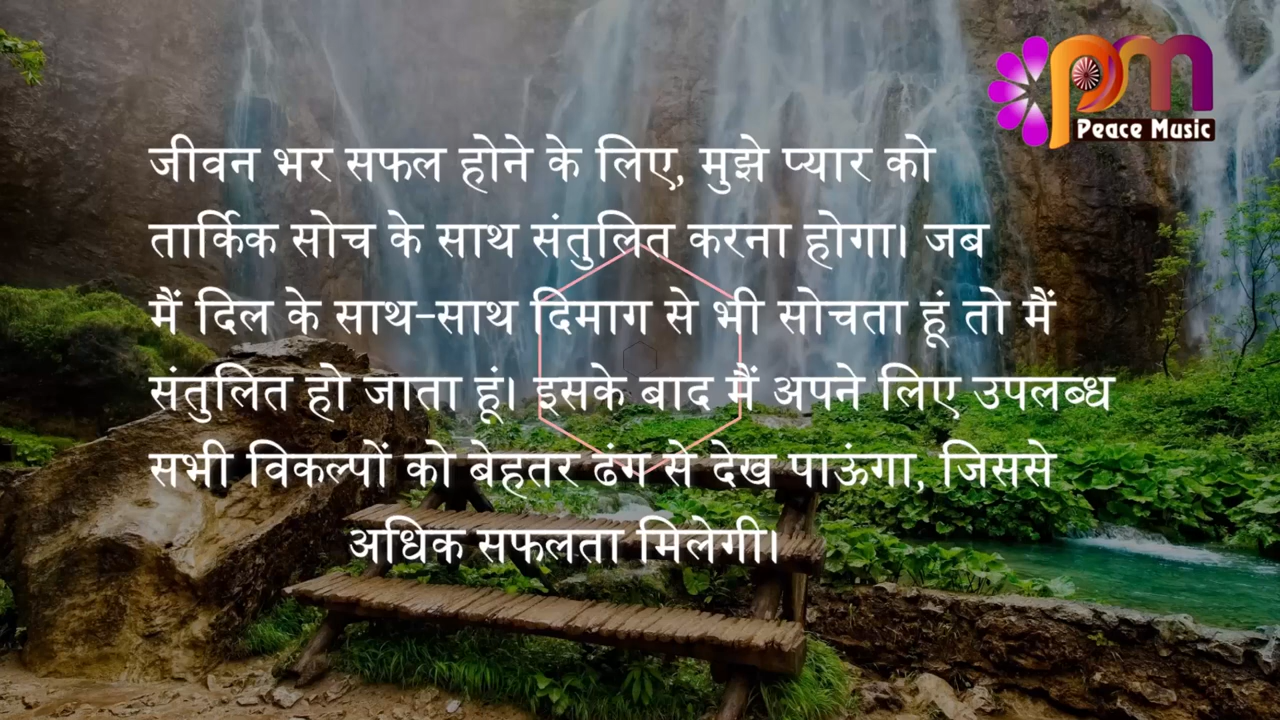 pm
Peace Music
जीवन भर सफल होने के लिए, मुझे प्यार को
तार्किक सोच के साथ संतुलित करना होगा। जब
मैं दिल के साथ-साथ दिमाग से भी सोचता हूं तो मैं
संतुलित हो जाता हूं। इसके बाद मैं अपने लिए उपलब्ध
सभी विकल्पों को बेहतर ढंग से देख पाऊंगा, जिससे
अधिक सफलता मिलेगी।